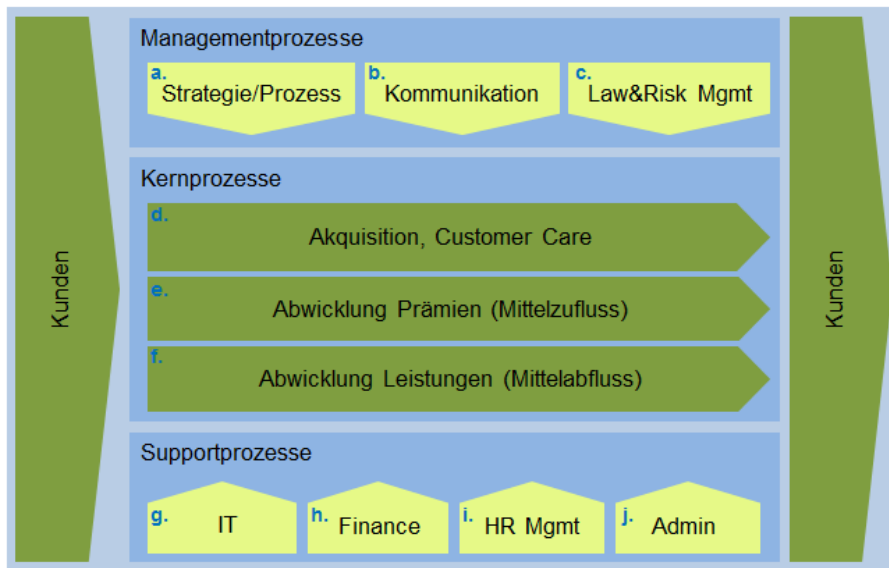 Kunden
Managementprozesse
a.
Strategie/Prozess
b.
Kommunikation
c.
Law&Risk Mgmt
Kernprozesse
d.
Akquisition, Customer Care
e.
Abwicklung Prämien (Mittelzufluss)
f.
Abwicklung Leistungen (Mittelabfluss)
Supportprozesse
g. IT
h. Finance
i. HR Mgmt
j. Admin
Kunden